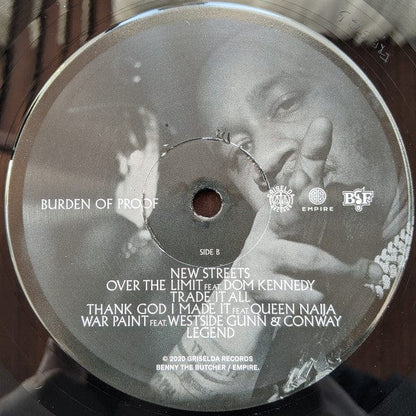 BURDEN OF PROOF
GRISELDA
EMPIRE
BSF
SIDE B
NEW STREETS
OVER THE LIMIT FEAT. DOM KENNEDY
TRADE IT ALL
THANK GOD I MADE IT FEAT. QUEEN NAIJA
WAR PAINT FEAT. WESTSIDE GUNN & CONWAY
LEGEND
© 2020 GRISELDA RECORDS
BENNY THE BUTCHER / EMPIRE.